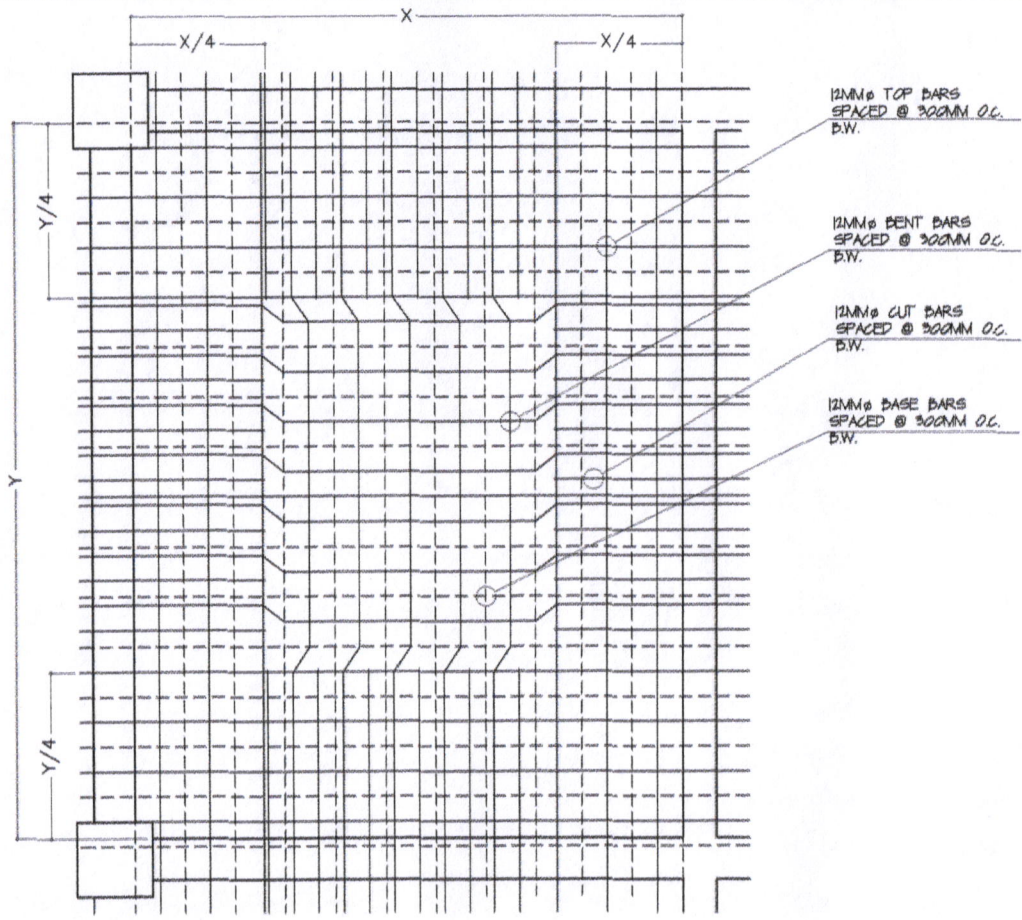 X
X/4
X/4
12MMø TOP BARS
SPACED @ 300MM O.C.
B.W.
Y/4
12MMø BENT BARS
SPACED @ 300MM O.C.
B.W.
12MMø CUT BARS
SPACED @ 300MM O.C.
B.W.
12MMø BASE BARS
SPACED @ 300MM O.C.
B.W.
Y
Y/4